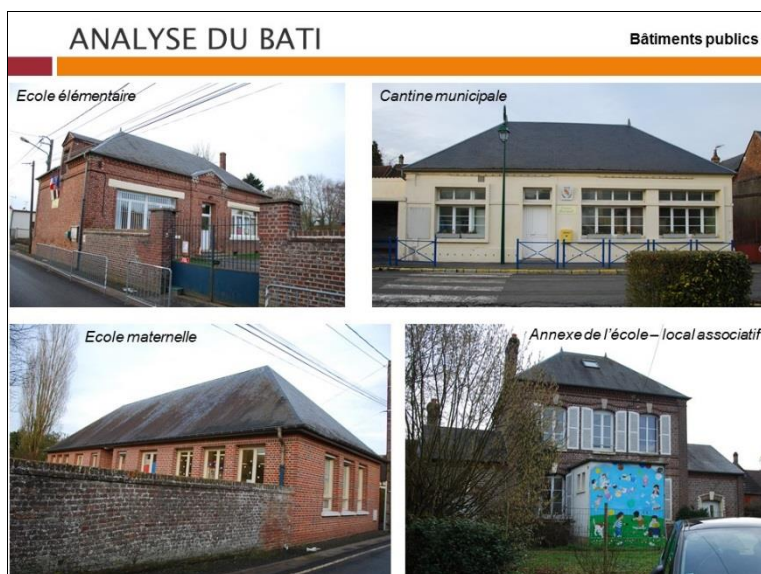 ANALYSE DU BATI
Bâtiments publics
Ecole élémentaire
Cantine municipale
Ecole maternelle
Annexe de l'école – local associatif